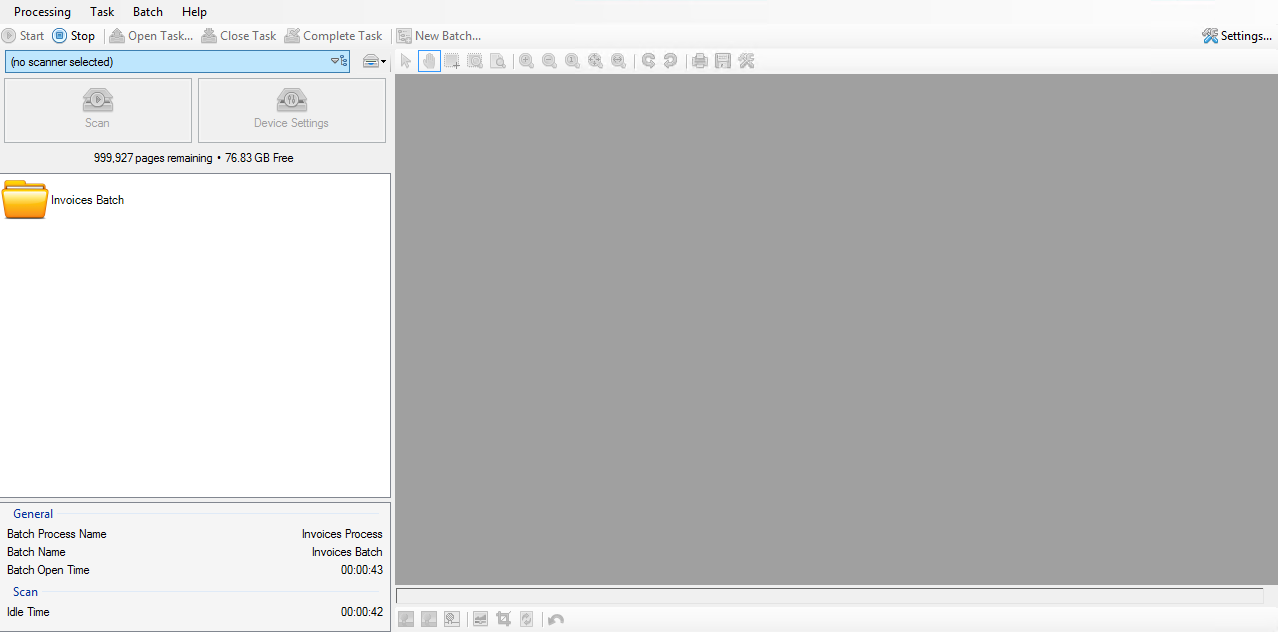 Processing Task Batch Help
Start Stop Open Task... Close Task Complete Task New Batch... Settings...
(no scanner selected)
Scan Device Settings
999,927 pages remaining • 76.83 GB Free
Invoices Batch
General
Batch Process Name Invoices Process
Batch Name Invoices Batch
Batch Open Time 00:00:43
Scan
Idle Time 00:00:42